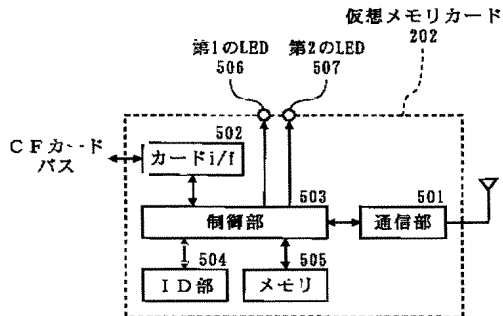 仮想メモリカード
202
第1のLED
506
第2のLED
507
CFカード
バス
502
カードi/f
503
制御部
501
通信部
504
ID部
505
メモリ